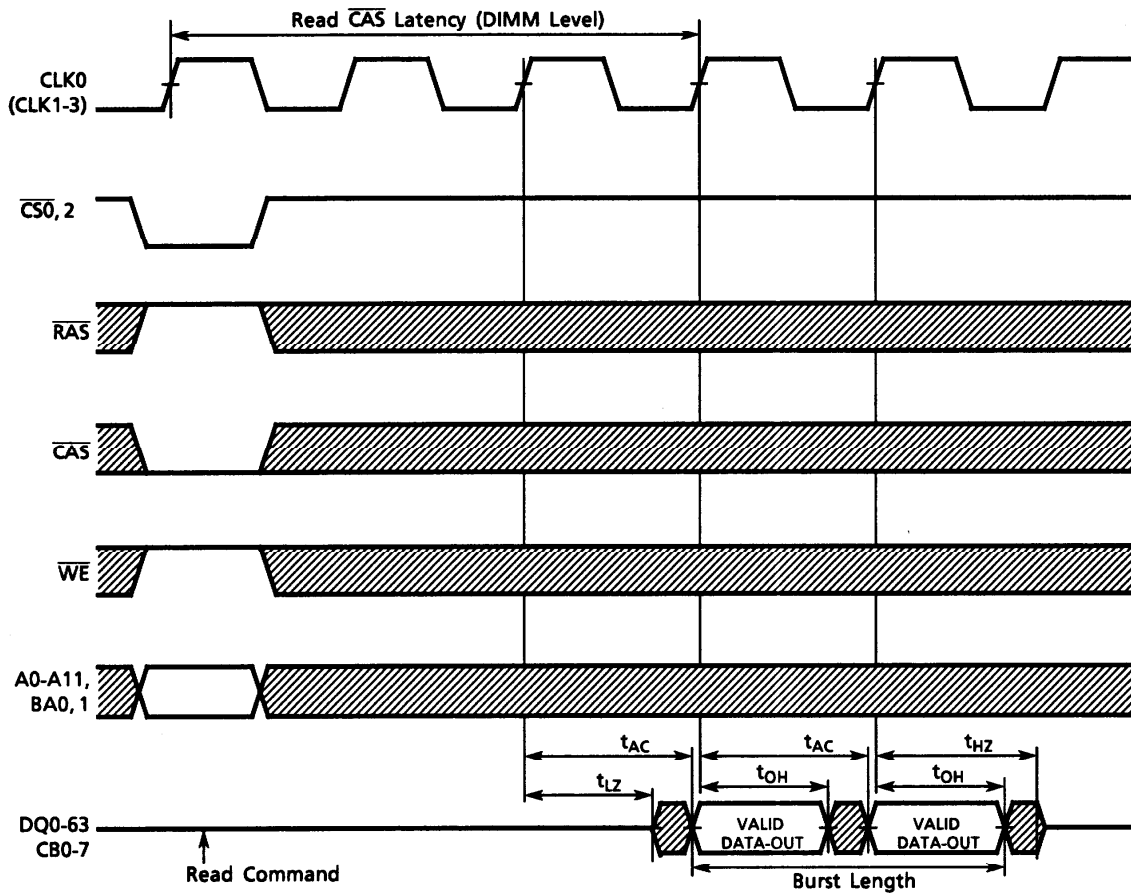 Read CAS Latency (DIMM Level)
CLK0
(CLK1-3)
CS0, 2
RAS
CAS
WE
A0-A11,
BA0, 1
tAC
tAC
tHZ
tLZ
tOH
tOH
DQ0-63
CB0-7
VALID
DATA-OUT
VALID
DATA-OUT
Read Command
Burst Length